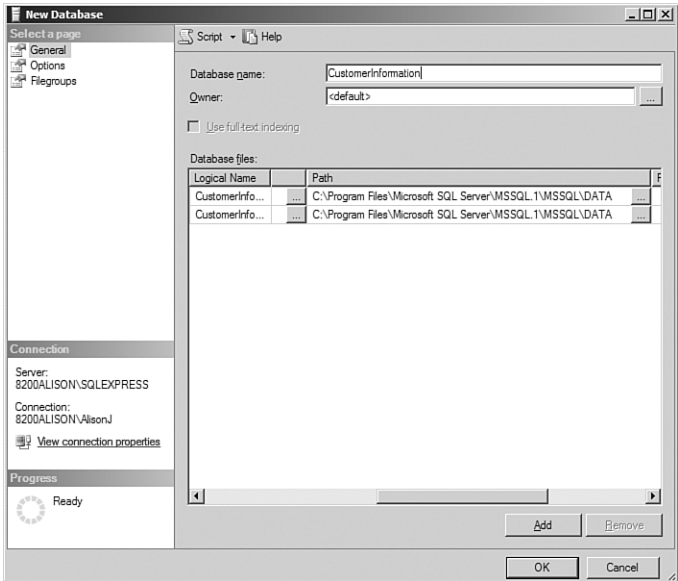 New Database
Select a page
General
Options
Filegroups
Script Help
Database name: CustomerInformation
Owner: <default> ...
Use full-text indexing
Database files:
Logical Name Path F
CustomerInfo... ... C:\Program Files\Microsoft SQL Server\MSSQL.1\MSSQL\DATA ...
CustomerInfo... ... C:\Program Files\Microsoft SQL Server\MSSQL.1\MSSQL\DATA ...
Connection
Server:
8200ALISON\SQLEXPRESS
Connection:
8200ALISON\AlisonJ
View connection properties
Progress
Ready
Add Remove
OK Cancel